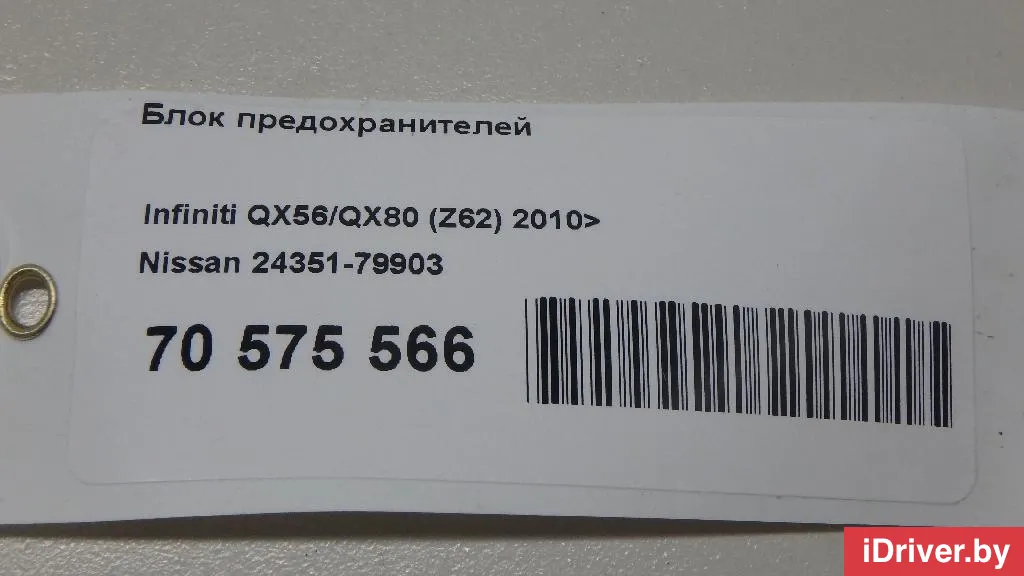 Блок предохранителей
Infiniti QX56/QX80 (Z62) 2010>
Nissan 24351-79903
70 575 566
iDriver.by